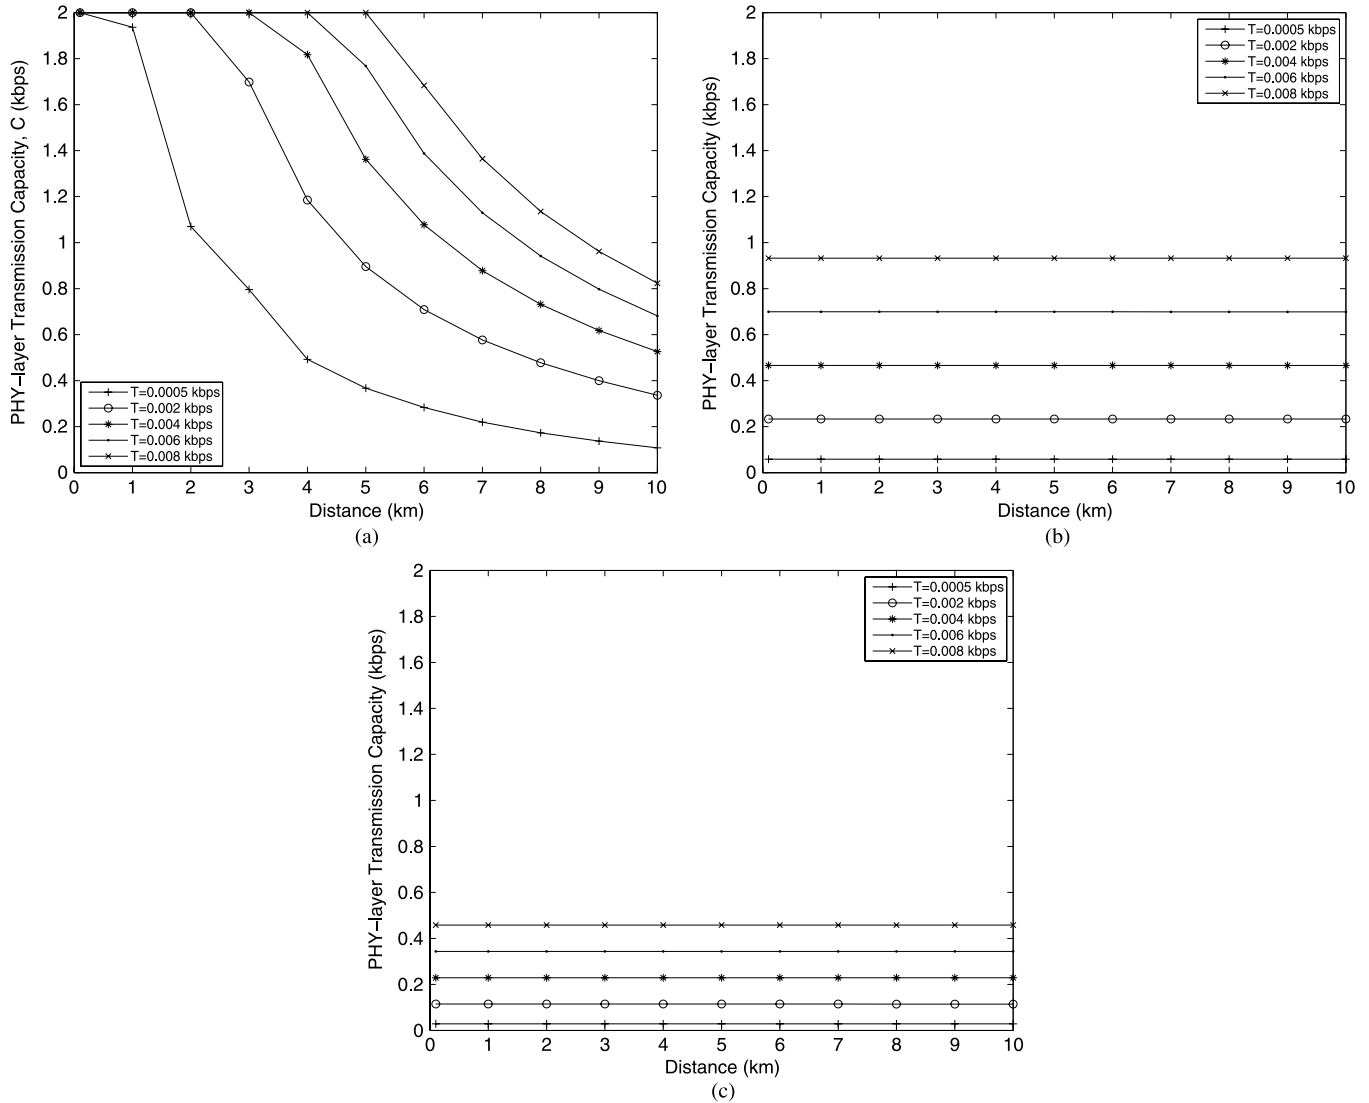 PHY-layer Transmission Capacity, C (kbps)
2
1.8
1.6
1.4
1.2
1
0.8
0.6
0.4
0.2
0
T=0.0005 kbps
T=0.002 kbps
T=0.004 kbps
T=0.006 kbps
T=0.008 kbps
0 1 2 3 4 5 6 7 8 9 10
Distance (km)
(a)
PHY-layer Transmission Capacity (kbps)
2
1.8
1.6
1.4
1.2
1
0.8
0.6
0.4
0.2
0
T=0.0005 kbps
T=0.002 kbps
T=0.004 kbps
T=0.006 kbps
T=0.008 kbps
0 1 2 3 4 5 6 7 8 9 10
Distance (km)
(b)
PHY-layer Transmission Capacity (kbps)
2
1.8
1.6
1.4
1.2
1
0.8
0.6
0.4
0.2
0
T=0.0005 kbps
T=0.002 kbps
T=0.004 kbps
T=0.006 kbps
T=0.008 kbps
0 1 2 3 4 5 6 7 8 9 10
Distance (km)
(c)